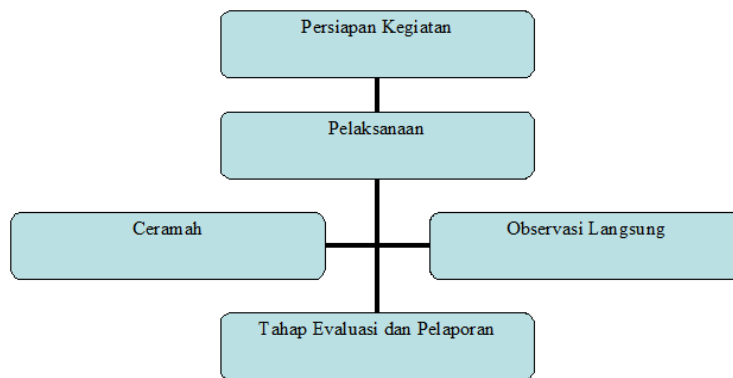 Persiapan Kegiatan
Pelaksanaan
Ceramah
Observasi Langsung
Tahap Evaluasi dan Pelaporan